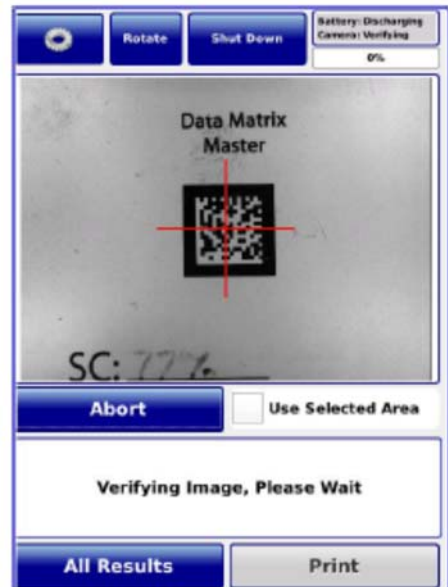 Rotate
Shut Down
Battery: Discharging
Camera: Verifying
0%
Data Matrix
Master
SC: 77%
Abort
Use Selected Area
Verifying Image, Please Wait
All Results
Print